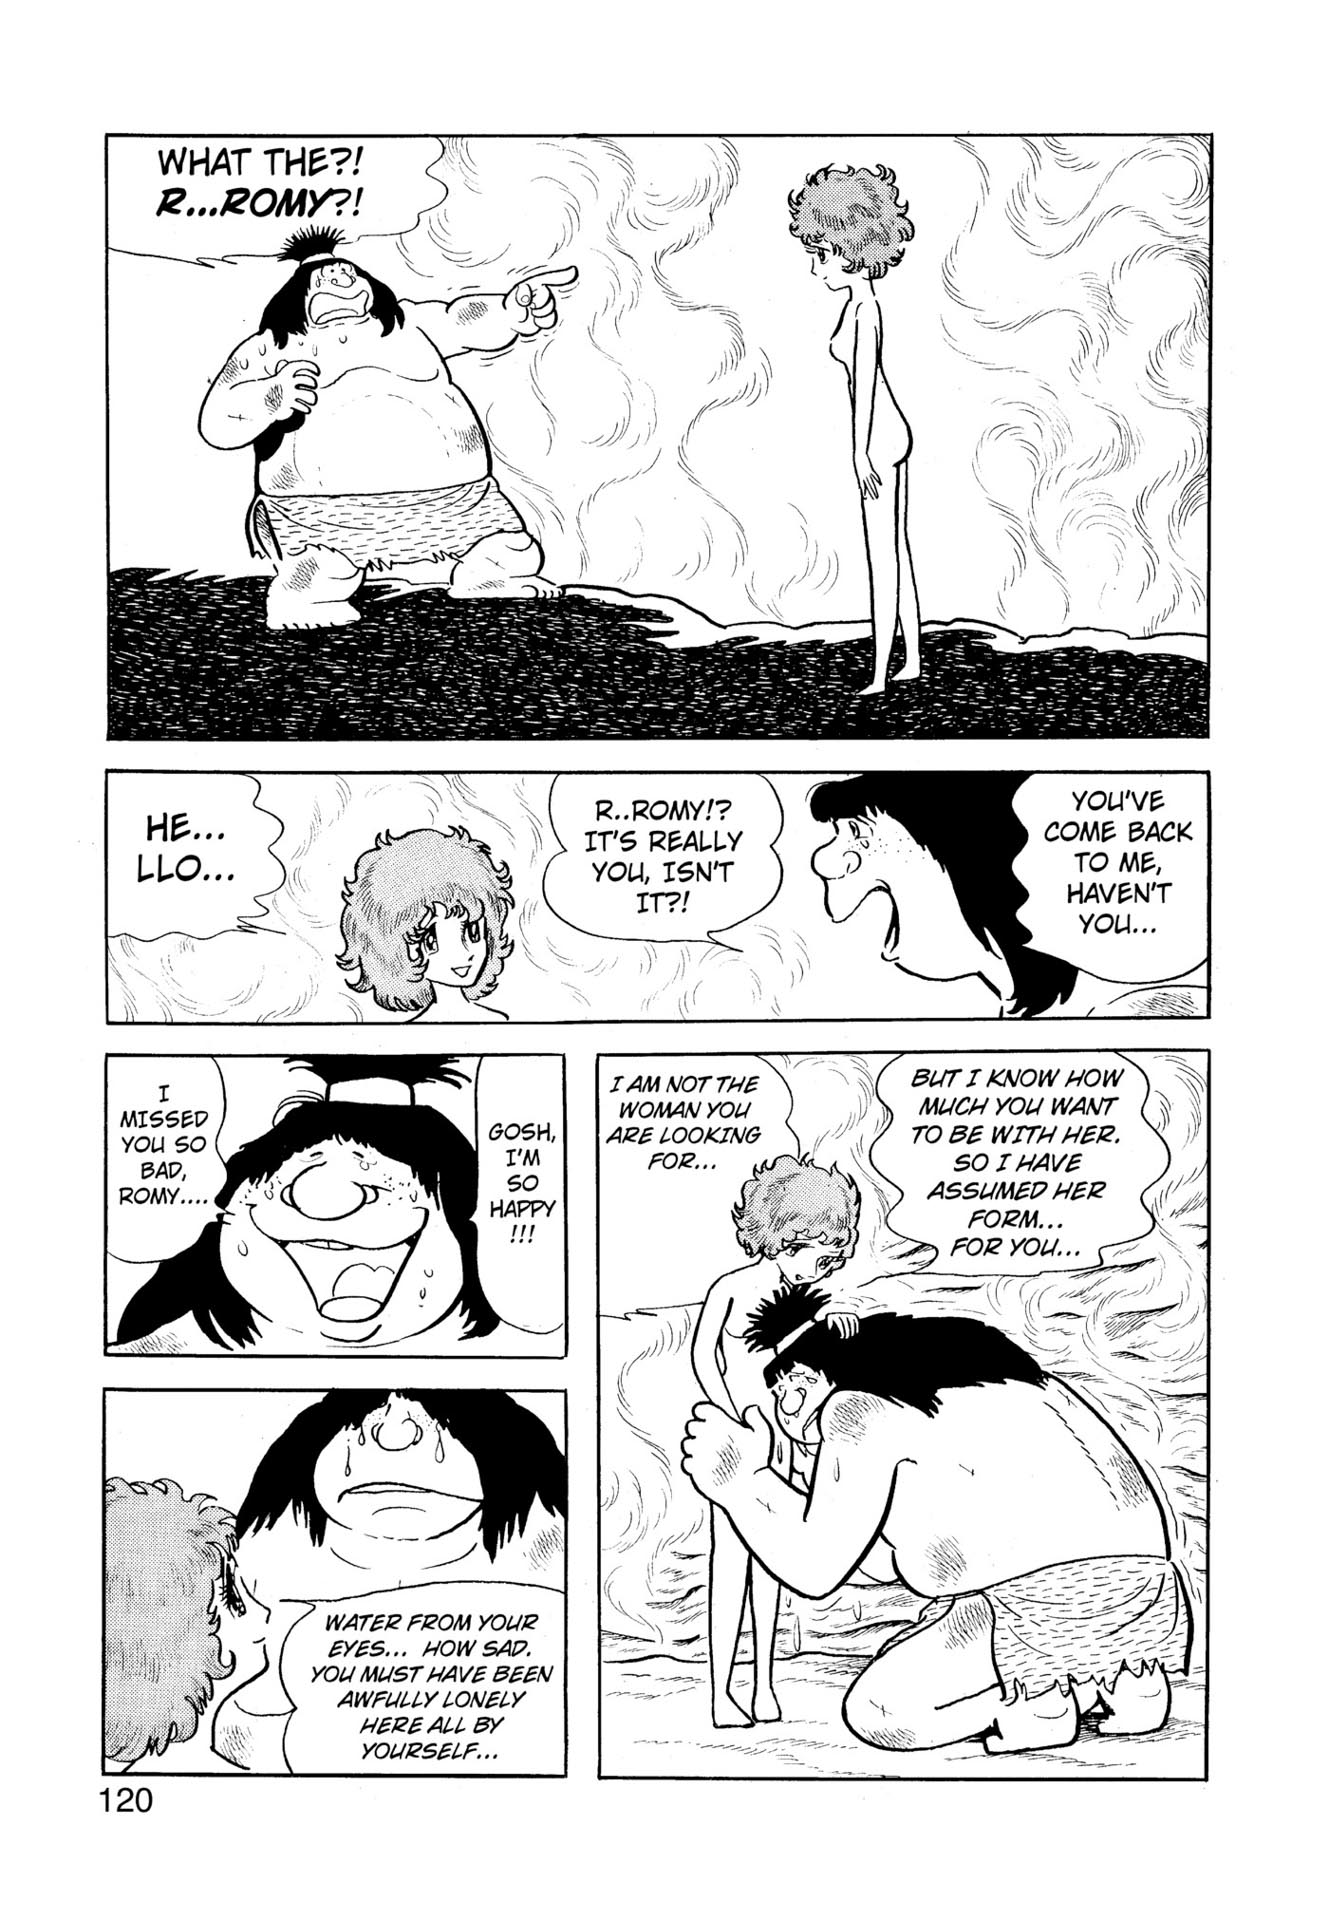 WHAT THE?!
R...ROMY?!
HE...
LLO...
R..ROMY!?
IT'S REALLY
YOU, ISN'T
IT?!
YOU'VE
COME BACK
TO ME,
HAVEN'T
YOU...
I
MISSED
YOU SO
BAD,
ROMY....
GOSH,
I'M
SO
HAPPY
!!!
WATER FROM YOUR
EYES... HOW SAD.
YOU MUST HAVE BEEN
AWFULLY LONELY
HERE ALL BY
YOURSELF...
I AM NOT THE
WOMAN YOU
ARE LOOKING
FOR...
BUT I KNOW HOW
MUCH YOU WANT
TO BE WITH HER.
SO I HAVE
ASSUMED HER
FORM...
FOR YOU...
120